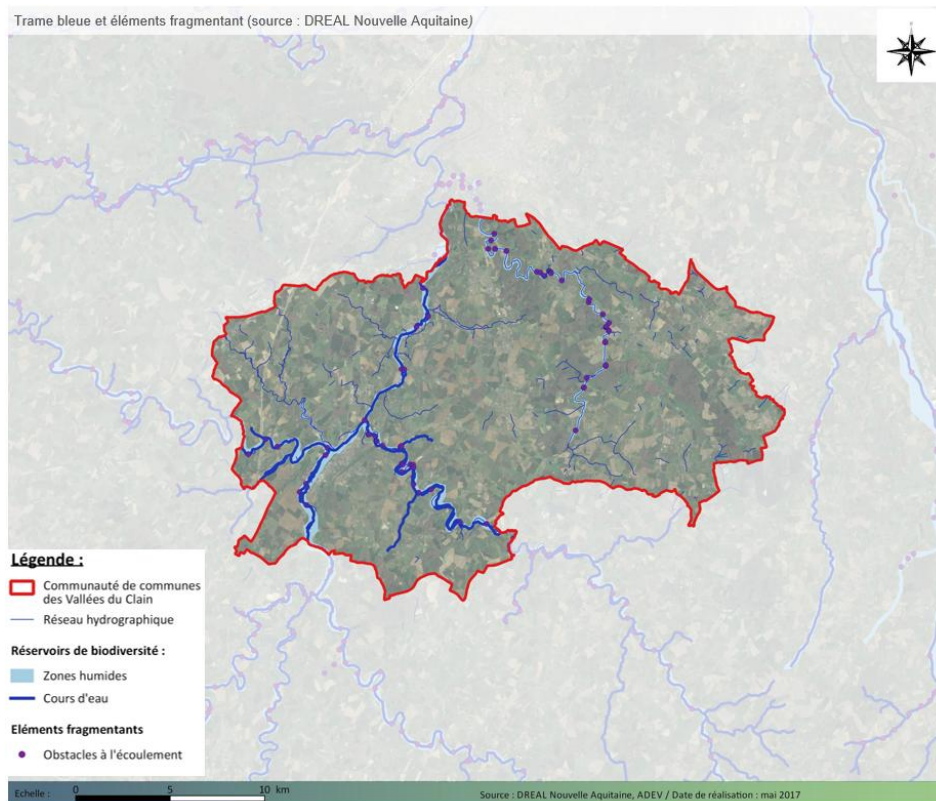 Trame bleue et éléments fragmentant (source : DREAL Nouvelle Aquitaine)
Légende :
Communauté de communes
des Vallées du Clain
Réseau hydrographique
Réservoirs de biodiversité :
Zones humides
Cours d'eau
Eléments fragmentants
Obstacles à l'écoulement
Echelle : 0 5 10 km
Source : DREAL Nouvelle Aquitaine, ADEV / Date de réalisation : mai 2017